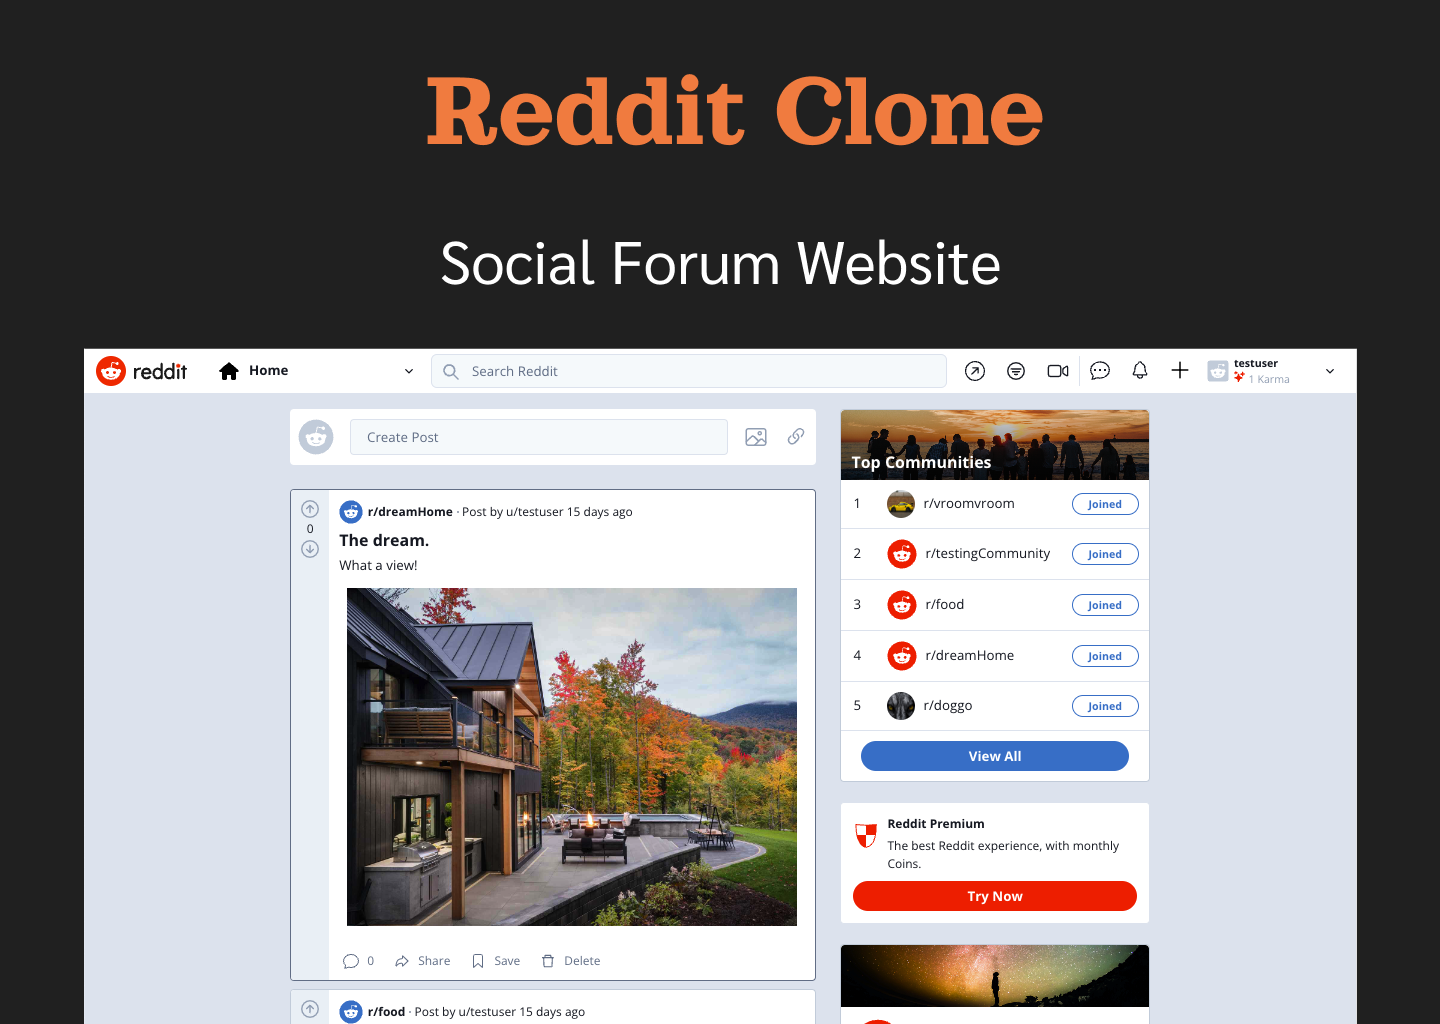 Reddit Clone
Social Forum Website
reddit
Home
Search Reddit
testuser
1 Karma
Create Post
0
r/dreamHome · Post by u/testuser 15 days ago
The dream.
What a view!
0
Share
Save
Delete
r/food · Post by u/testuser 15 days ago
Top Communities
1 r/vroomvroom Joined
2 r/testingCommunity Joined
3 r/food Joined
4 r/dreamHome Joined
5 r/doggo Joined
View All
Reddit Premium
The best Reddit experience, with monthly
Coins.
Try Now